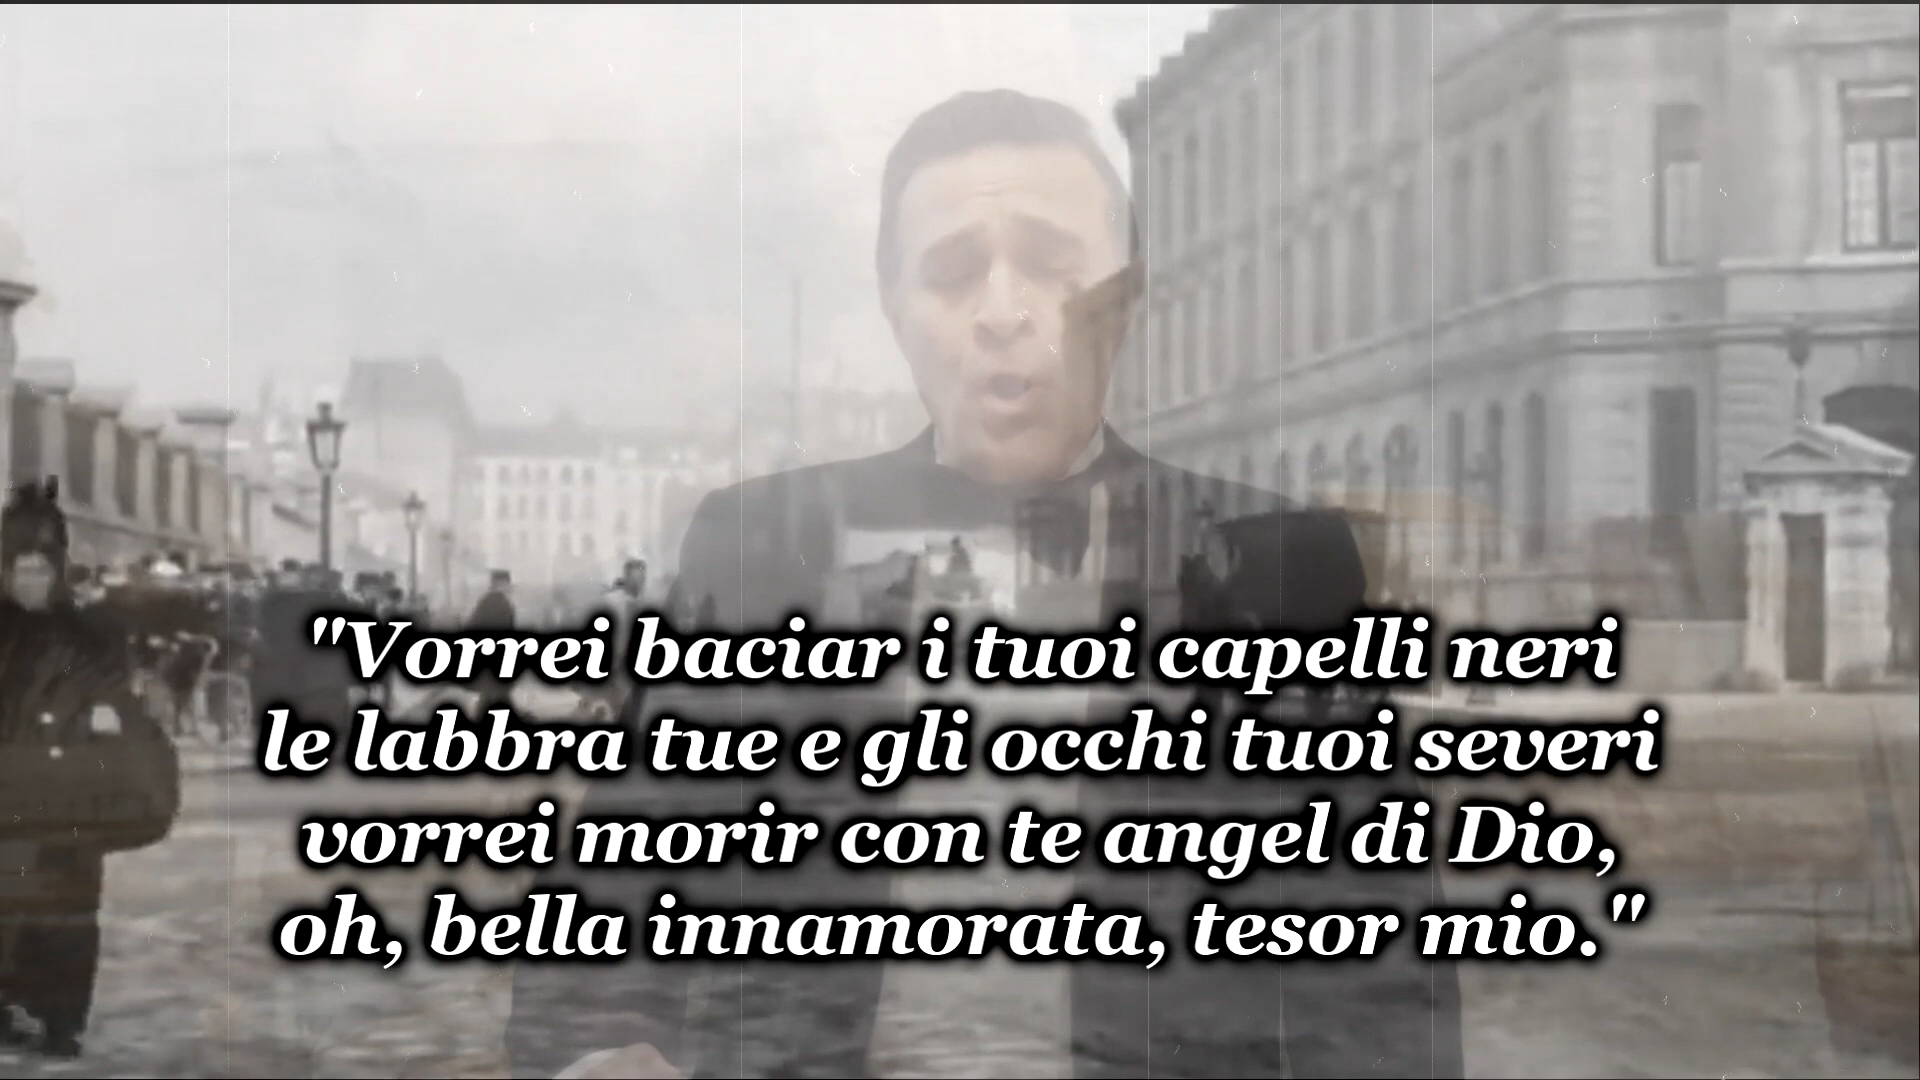 "Vorrei baciar i tuoi capelli neri
le labbra tue e gli occhi tuoi severi
vorrei morir con te angel di Dio,
oh, bella innamorata, tesor mio."